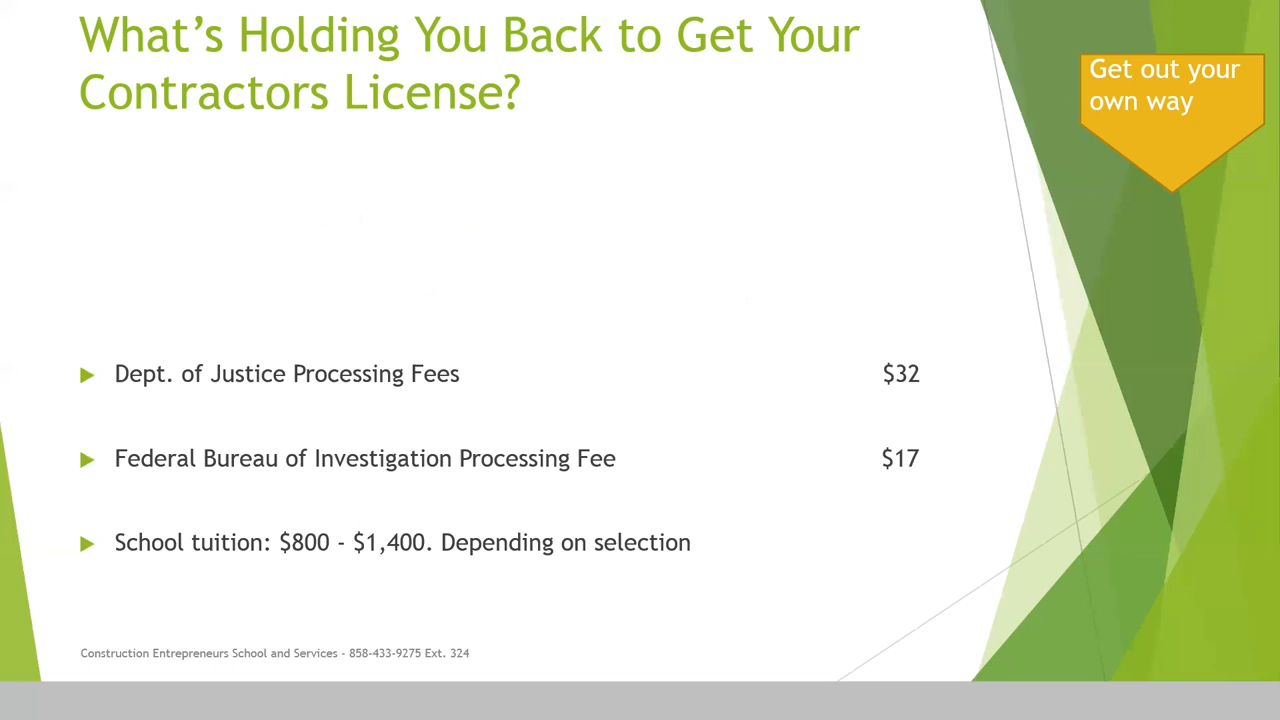 What's Holding You Back to Get Your
Contractors License?
Get out your
own way
Dept. of Justice Processing Fees $32
Federal Bureau of Investigation Processing Fee $17
School tuition: $800 - $1,400. Depending on selection
Construction Entrepreneurs School and Services - 858-433-9275 Ext. 324